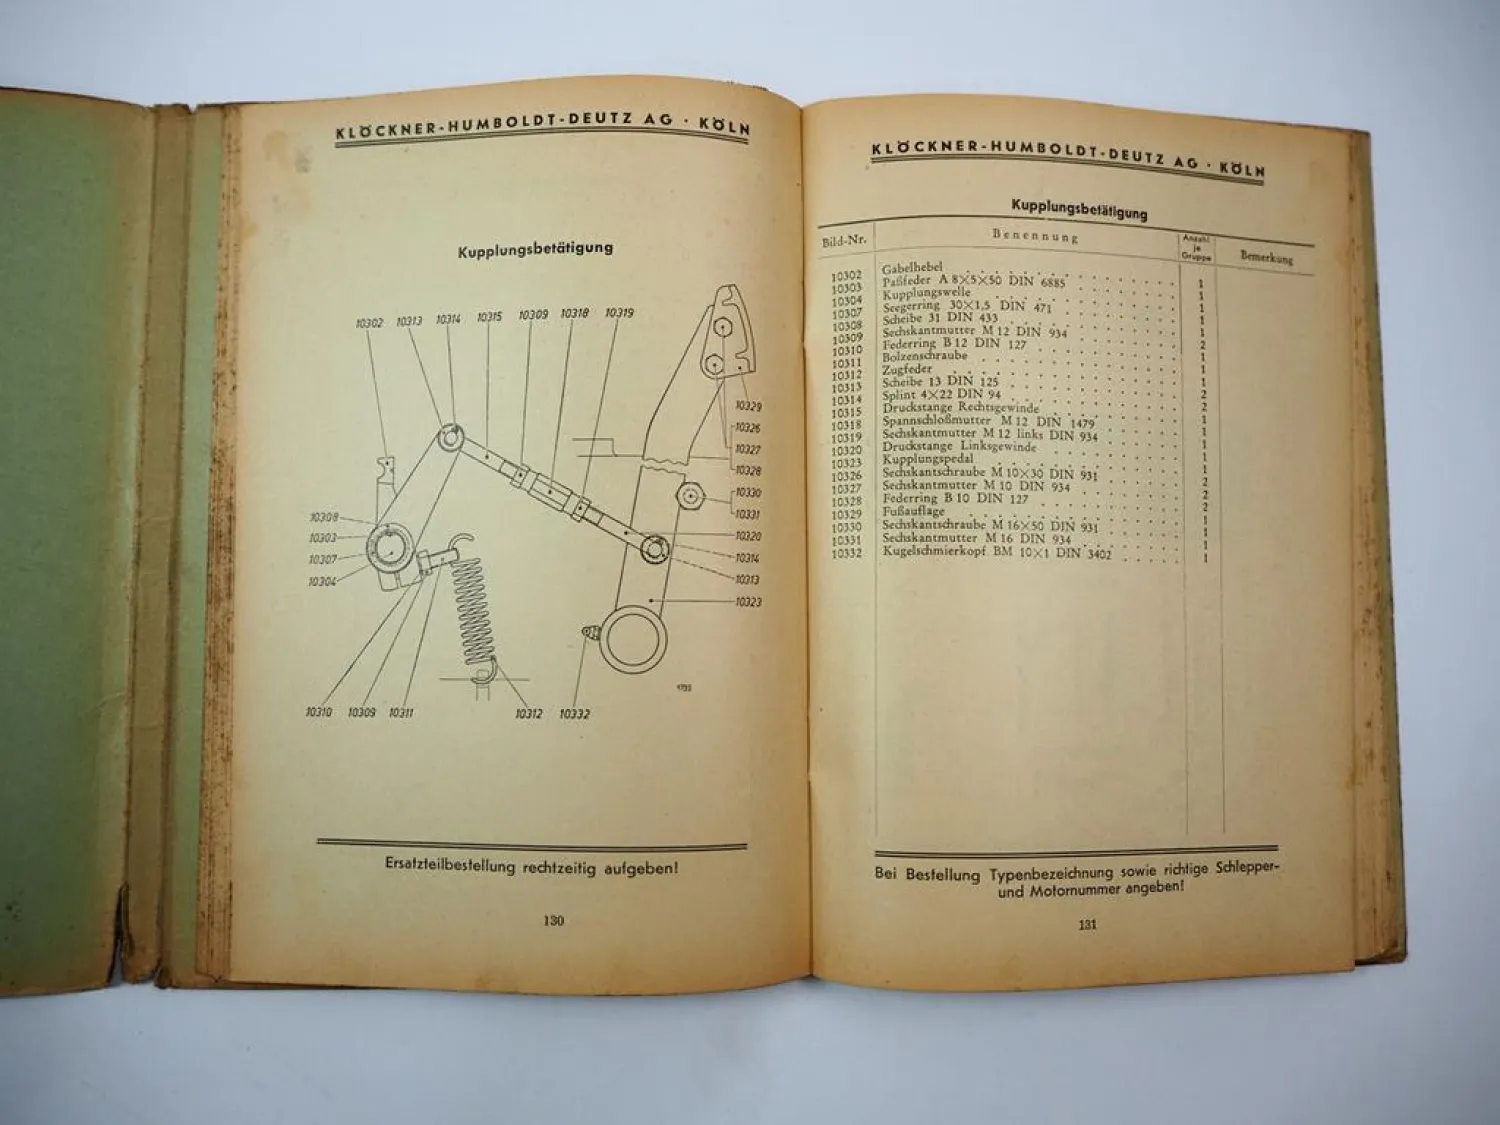 KLÖCKNER-HUMBOLDT-DEUTZ AG · KÖLN
Kupplungsbetätigung
10302 10313 10314 10315 10309 10318 10319
10329
10326
10327
10328
10330
10331
10308
10303
10307
10304
10320
10314
10313
10323
1793
10310 10309 10311 10312 10332
Ersatzteilbestellung rechtzeitig aufgeben!
130
KLÖCKNER-HUMBOLDT-DEUTZ AG · KÖLN
Kupplungsbetätigung
Bild-Nr. Benennung Anzahl je Gruppe Bemerkung
10302 Gabelhebel 1
10303 Paßfeder A 8×5×50 DIN 6885 1
10304 Kupplungswelle 1
10307 Seegerring 30×1,5 DIN 471 1
10308 Scheibe 31 DIN 433 1
10309 Sechskantmutter M 12 DIN 934 2
10310 Federring B 12 DIN 127 1
10311 Bolzenschraube 1
10312 Zugfeder 1
10313 Scheibe 13 DIN 125 2
10314 Splint 4×22 DIN 94 2
10315 Druckstange Rechtsgewinde 1
10318 Spannschloßmutter M 12 DIN 1479 1
10319 Sechskantmutter M 12 links DIN 934 1
10320 Druckstange Linksgewinde 1
10323 Kupplungspedal 1
10326 Sechskantschraube M 10×30 DIN 931 2
10327 Sechskantmutter M 10 DIN 934 2
10328 Federring B 10 DIN 127 2
10329 Fußauflage 1
10330 Sechskantschraube M 16×50 DIN 931 1
10331 Sechskantmutter M 16 DIN 934 1
10332 Kugelschmierkopf BM 10×1 DIN 3402 1
Bei Bestellung Typenbezeichnung sowie richtige Schlepper-
und Motornummer angeben!
131